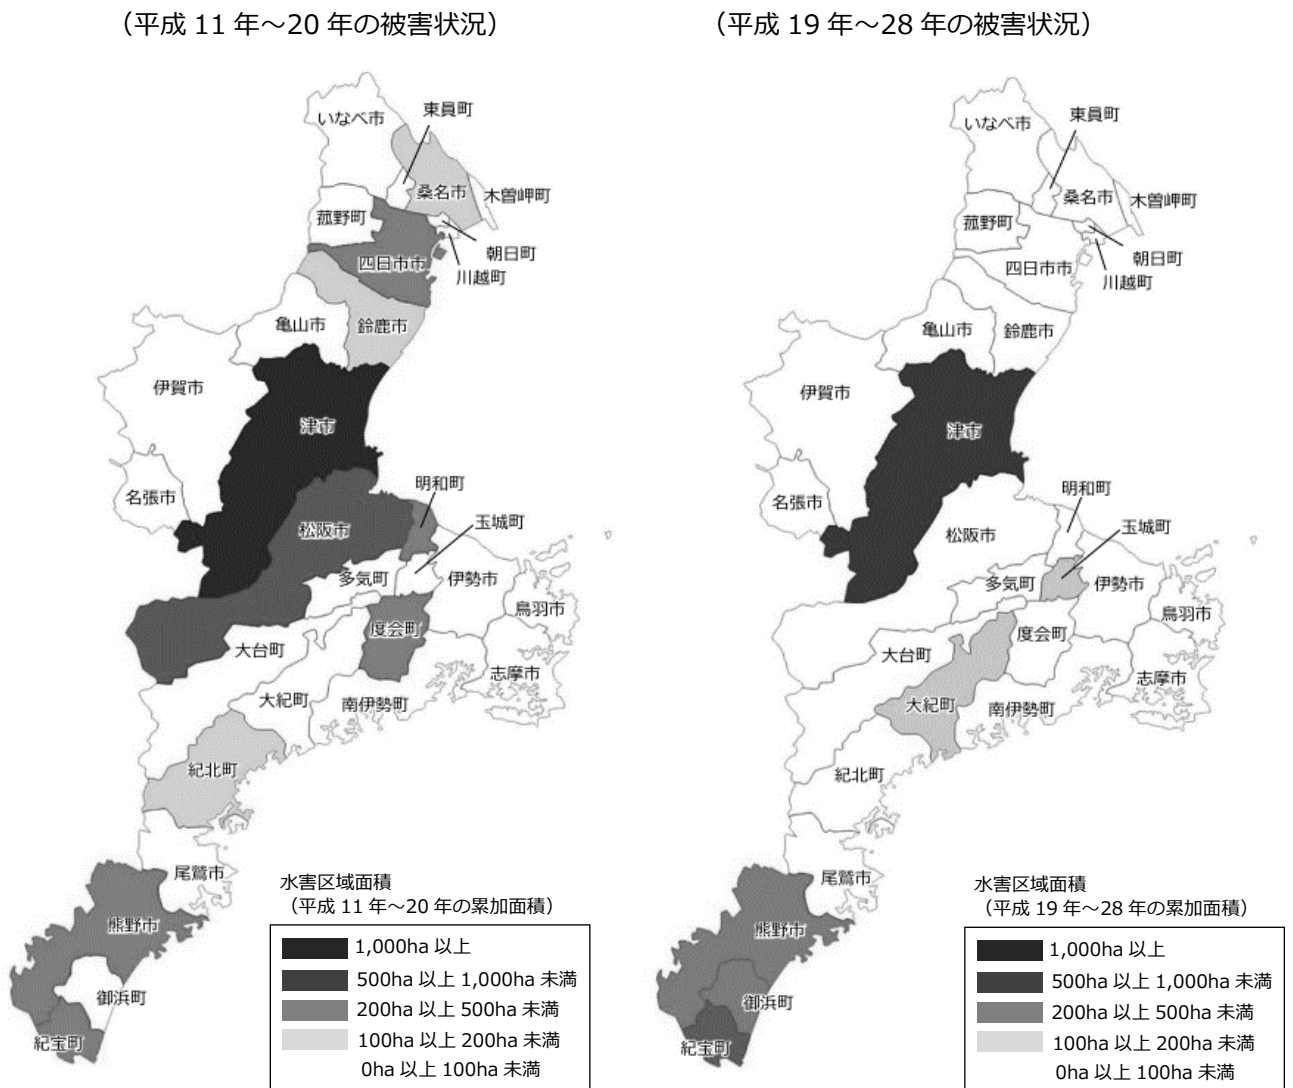 （平成 11 年～20 年の被害状況）
いなべ市
東員町
桑名市
木曽岬町
菰野町
朝日町
四日市市
川越町
亀山市
鈴鹿市
伊賀市
津市
名張市
明和町
松阪市
玉城町
多気町
伊勢市
鳥羽市
度会町
大台町
志摩市
大紀町
南伊勢町
紀北町
尾鷲市
熊野市
御浜町
紀宝町
水害区域面積
（平成 11 年～20 年の累加面積）
1,000ha 以上
500ha 以上 1,000ha 未満
200ha 以上 500ha 未満
100ha 以上 200ha 未満
0ha 以上 100ha 未満
（平成 19 年～28 年の被害状況）
いなべ市
東員町
桑名市
木曽岬町
菰野町
朝日町
四日市市
川越町
亀山市
鈴鹿市
伊賀市
津市
名張市
明和町
松阪市
玉城町
多気町
伊勢市
鳥羽市
度会町
大台町
志摩市
大紀町
南伊勢町
紀北町
尾鷲市
熊野市
御浜町
紀宝町
水害区域面積
（平成 19 年～28 年の累加面積）
1,000ha 以上
500ha 以上 1,000ha 未満
200ha 以上 500ha 未満
100ha 以上 200ha 未満
0ha 以上 100ha 未満